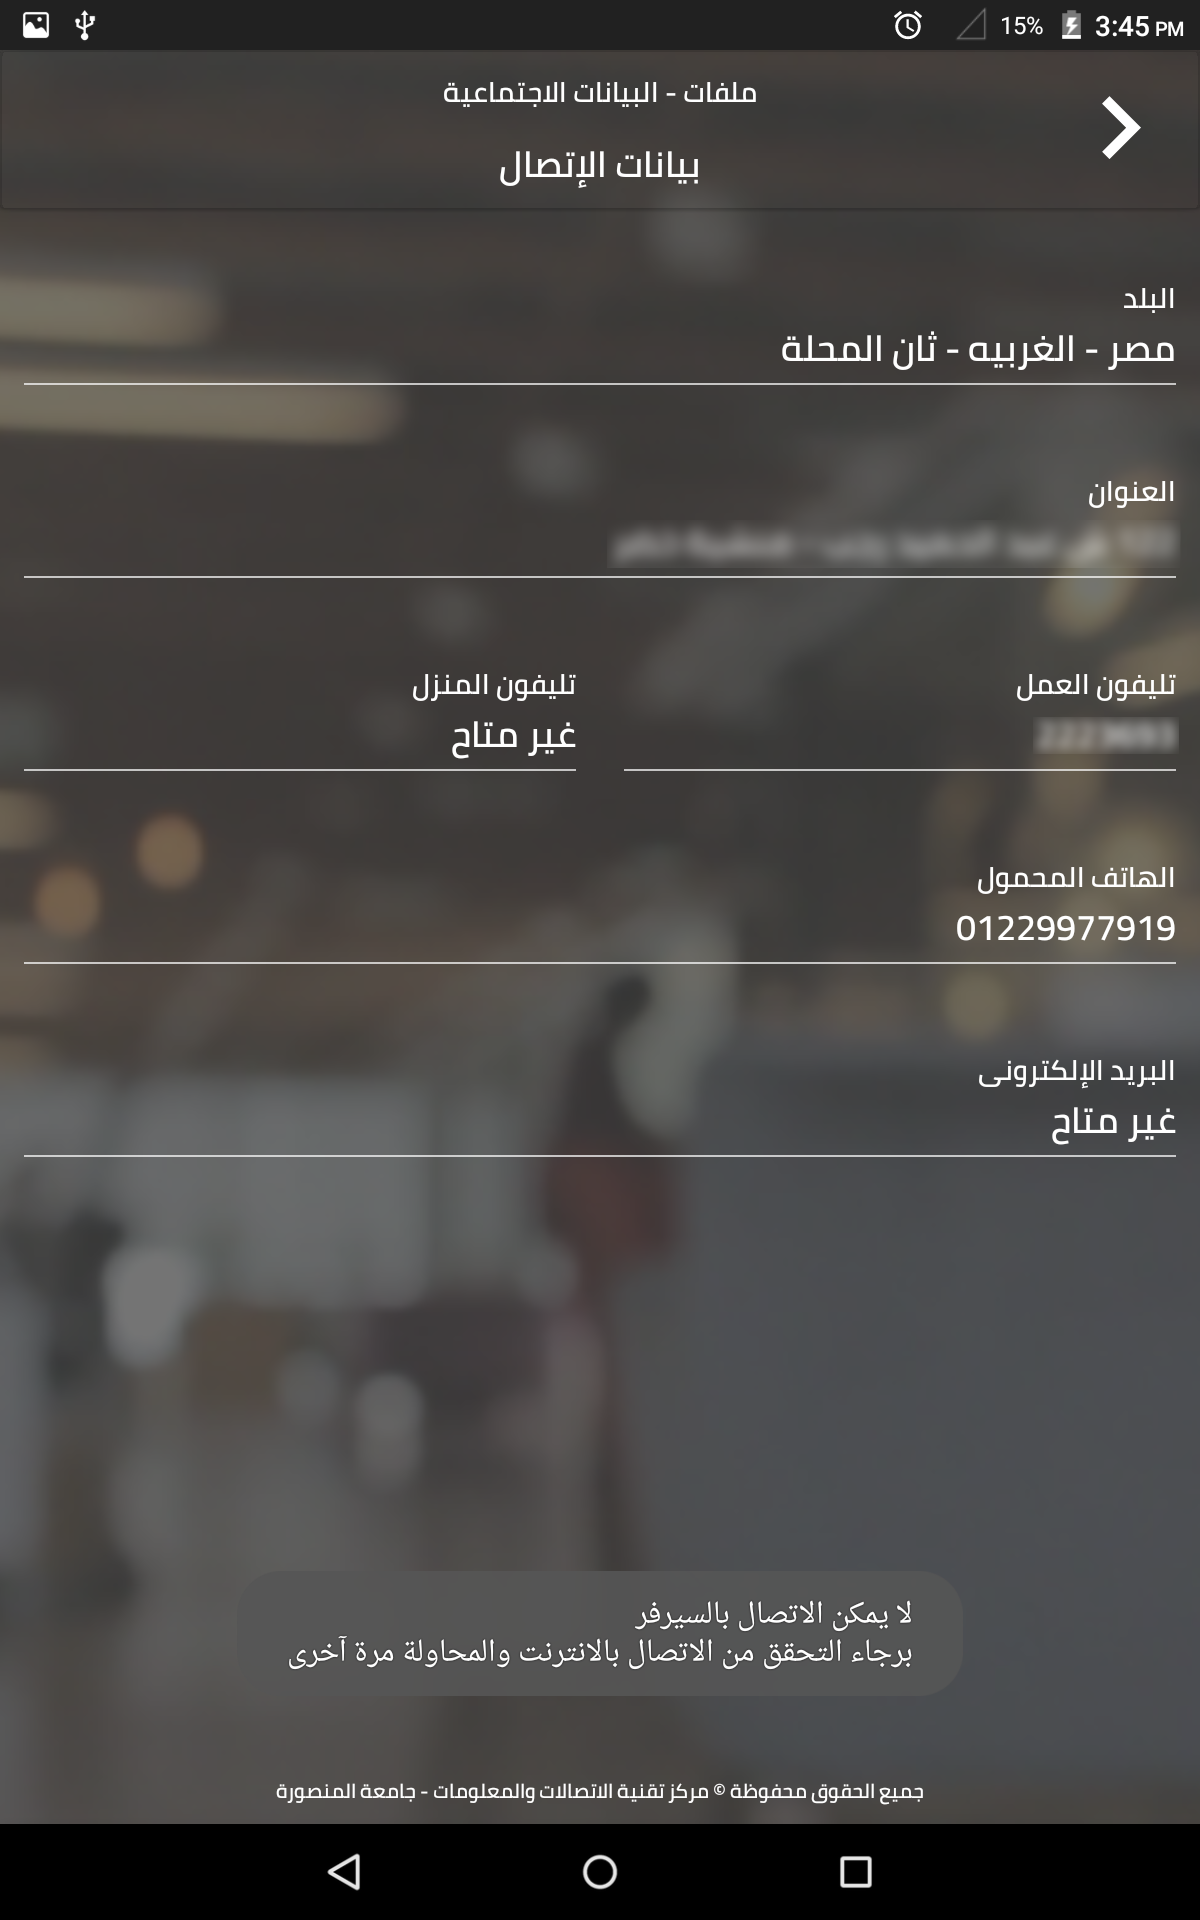 15% 3:45 PM
ملفات - البيانات الاجتماعية
بيانات الإتصال
البلد
مصر - الغربيه - ثان المحلة
العنوان
تليفون العمل
تليفون المنزل
غير متاح
الهاتف المحمول
01229977919
البريد الإلكترونى
غير متاح
لا يمكن الاتصال بالسيرفر
برجاء التحقق من الاتصال بالانترنت والمحاولة مرة آخرى
جميع الحقوق محفوظة © مركز تقنية الاتصالات والمعلومات - جامعة المنصورة